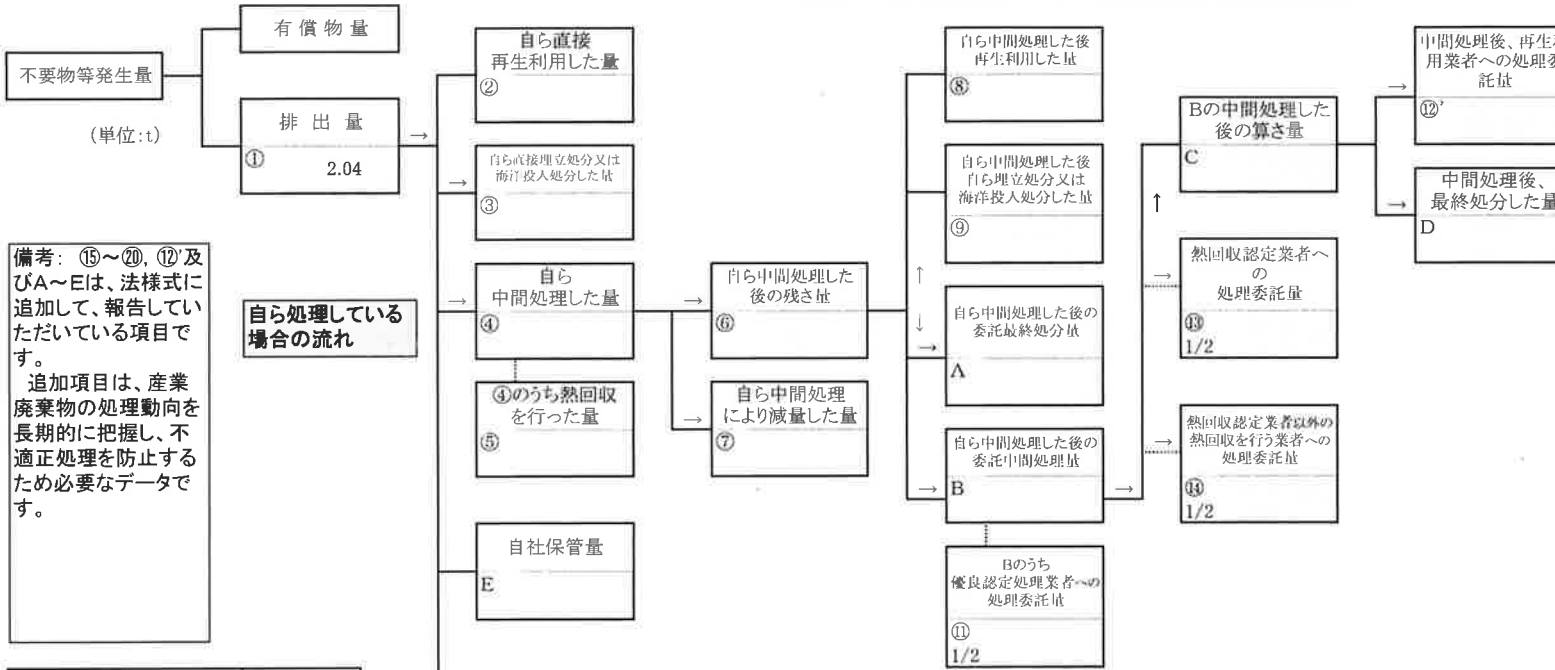 不要物等発生量
(単位:t)
有償物量
排出量
①
2.04
備考: ⑮～⑳, ⑫'及
びA～Eは、法様式に
追加して、報告してい
ただいている項目で
す。
追加項目は、産業
廃棄物の処理動向を
長期的に把握し、不
適正処理を防止する
ため必要なデータで
す。
自ら処理している
場合の流れ
自ら直接
再生利用した量
②
自ら直接埋立処分又は
海洋投入処分した量
③
自ら
中間処理した量
④
④のうち熱回収
を行った量
⑤
自社保管量
E
自ら中間処理した
後の残さ量
⑥
自ら中間処理
により減量した量
⑦
自ら中間処理した後
再生利用した量
⑧
自ら中間処理した後
自ら埋立処分又は
海洋投入処分した量
⑨
自ら中間処理した後の
委託最終処分量
A
自ら中間処理した後の
委託中間処理量
B
Bのうち
優良認定処理業者への
処理委託量
⑪
1/2
Bの中間処理した
後の算さ量
C
熱回収認定業者へ
の
処理委託量
⑬
1/2
熱回収認定業者以外の
熱回収を行う業者への
処理委託量
⑭
1/2
中間処理後、再生利
用業者への処理委
託量
⑫'
中間処理後、
最終処分した量
D